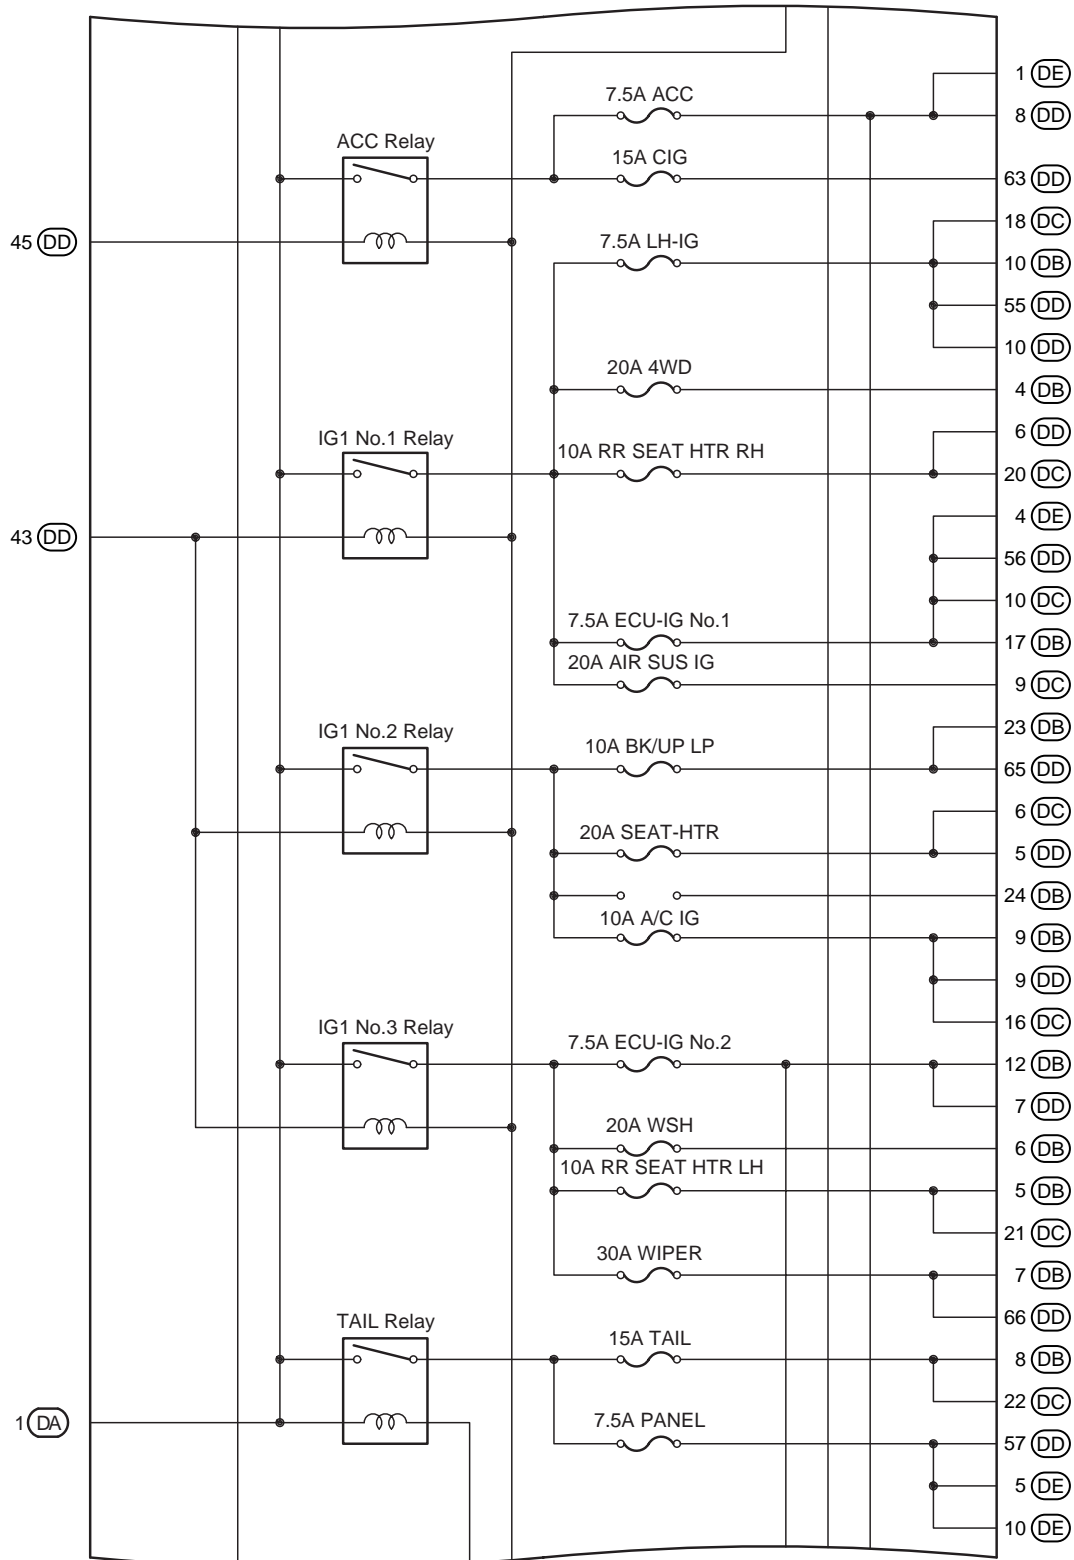 1 DE
7.5A ACC
8 DD
ACC Relay
15A CIG
63 DD
18 DC
45 DD
7.5A LH-IG
10 DB
55 DD
10 DD
20A 4WD
4 DB
6 DD
IG1 No.1 Relay
10A RR SEAT HTR RH
20 DC
4 DE
43 DD
56 DD
10 DC
7.5A ECU-IG No.1
17 DB
20A AIR SUS IG
9 DC
23 DB
IG1 No.2 Relay
10A BK/UP LP
65 DD
6 DC
20A SEAT-HTR
5 DD
24 DB
10A A/C IG
9 DB
9 DD
16 DC
IG1 No.3 Relay
7.5A ECU-IG No.2
12 DB
7 DD
20A WSH
6 DB
10A RR SEAT HTR LH
5 DB
21 DC
30A WIPER
7 DB
66 DD
TAIL Relay
15A TAIL
8 DB
22 DC
1 DA
7.5A PANEL
57 DD
5 DE
10 DE